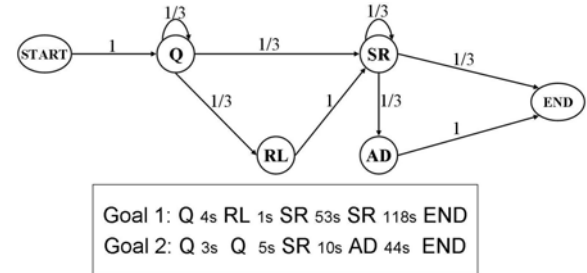 1/3 1/3
START 1 Q 1/3 SR 1/3
1/3 1 1/3 END
RL AD 1
Goal 1: Q 4s RL 1s SR 53s SR 118s END
Goal 2: Q 3s Q 5s SR 10s AD 44s END